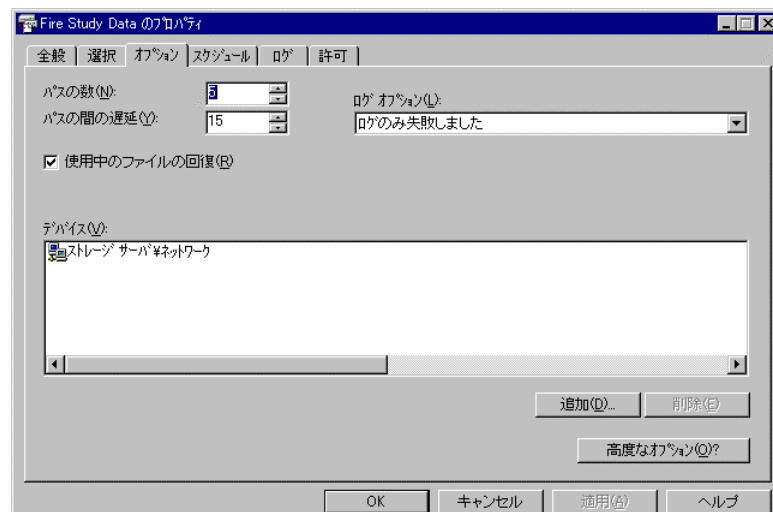 Fire Study Data のﾌﾟﾛﾊﾟﾃｨ
全般 選択 ｵﾌﾟｼｮﾝ ｽｹｼﾞｭｰﾙ ﾛｸﾞ 許可
ﾊﾟｽの数(N): 5
ﾊﾟｽの間の遅延(Y): 15
ﾛｸﾞ ｵﾌﾟｼｮﾝ(L):
ﾛｸﾞのみ失敗しました
使用中のファイルの回復(R)
ﾃﾞﾊﾞｲｽ(V):
ｽﾄﾚｰｼﾞ ｻｰﾊﾞ¥ﾈｯﾄﾜｰｸ
追加(D)... 削除(E)
高度なｵﾌﾟｼｮﾝ(O)?
OK キャンセル 適用(A) ヘルプ